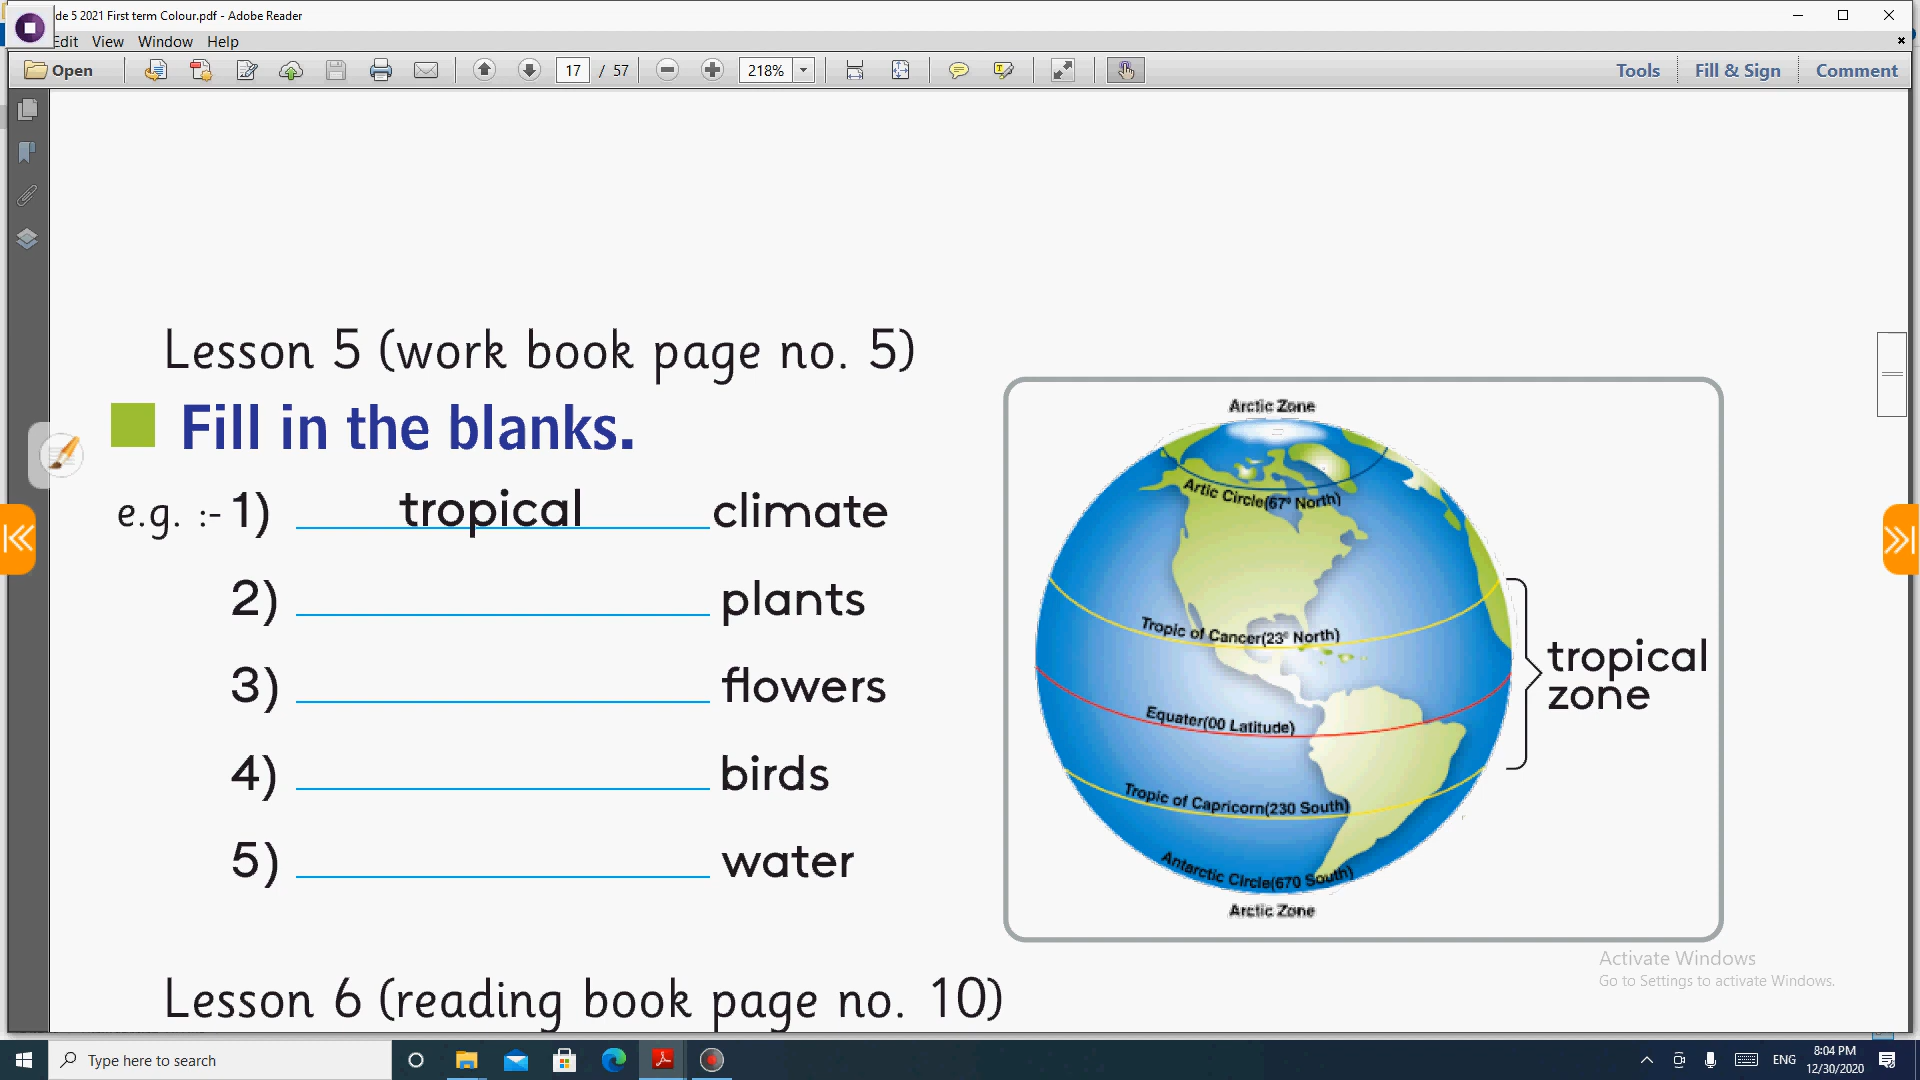 de 5 2021 First term Colour.pdf - Adobe Reader
Edit View Window Help
Open 17 / 57 218% Tools Fill & Sign Comment
Lesson 5 (work book page no. 5)
Fill in the blanks.
e.g. :- 1) tropical climate
2) plants
3) flowers
4) birds
5) water
Arctic Zone
Artic Circle(67º North)
Tropic of Cancer(23º North)
Equater(00 Latitude)
Tropic of Capricorn(230 South)
Antarctic Circle(670 South)
Arctic Zone
tropical
zone
Activate Windows
Go to Settings to activate Windows.
Lesson 6 (reading book page no. 10)
Type here to search
ENG
8:04 PM
12/30/2020